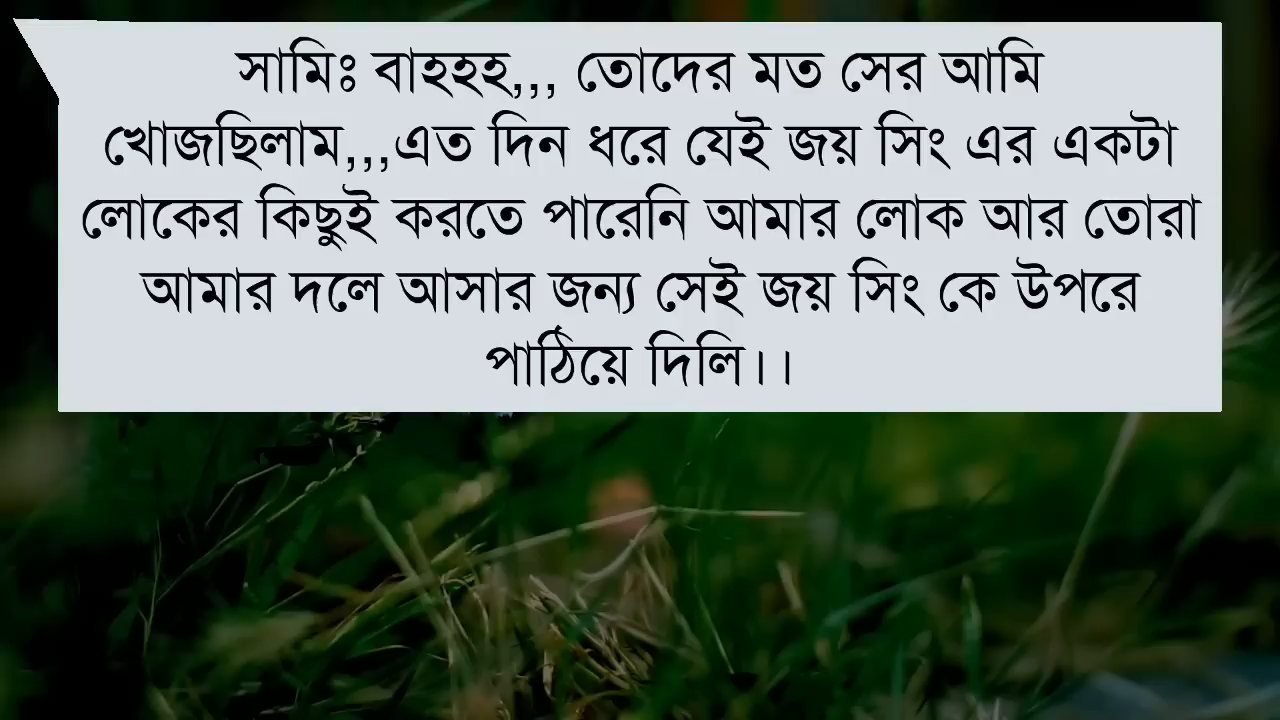 সামিঃ বাহহহ,,, তোদের মত সের আমি
খোজছিলাম,,,এত দিন ধরে যেই জয় সিং এর একটা
লোকের কিছুই করতে পারেনি আমার লোক আর তোরা
আমার দলে আসার জন্য সেই জয় সিং কে উপরে
পাঠিয়ে দিলি।।